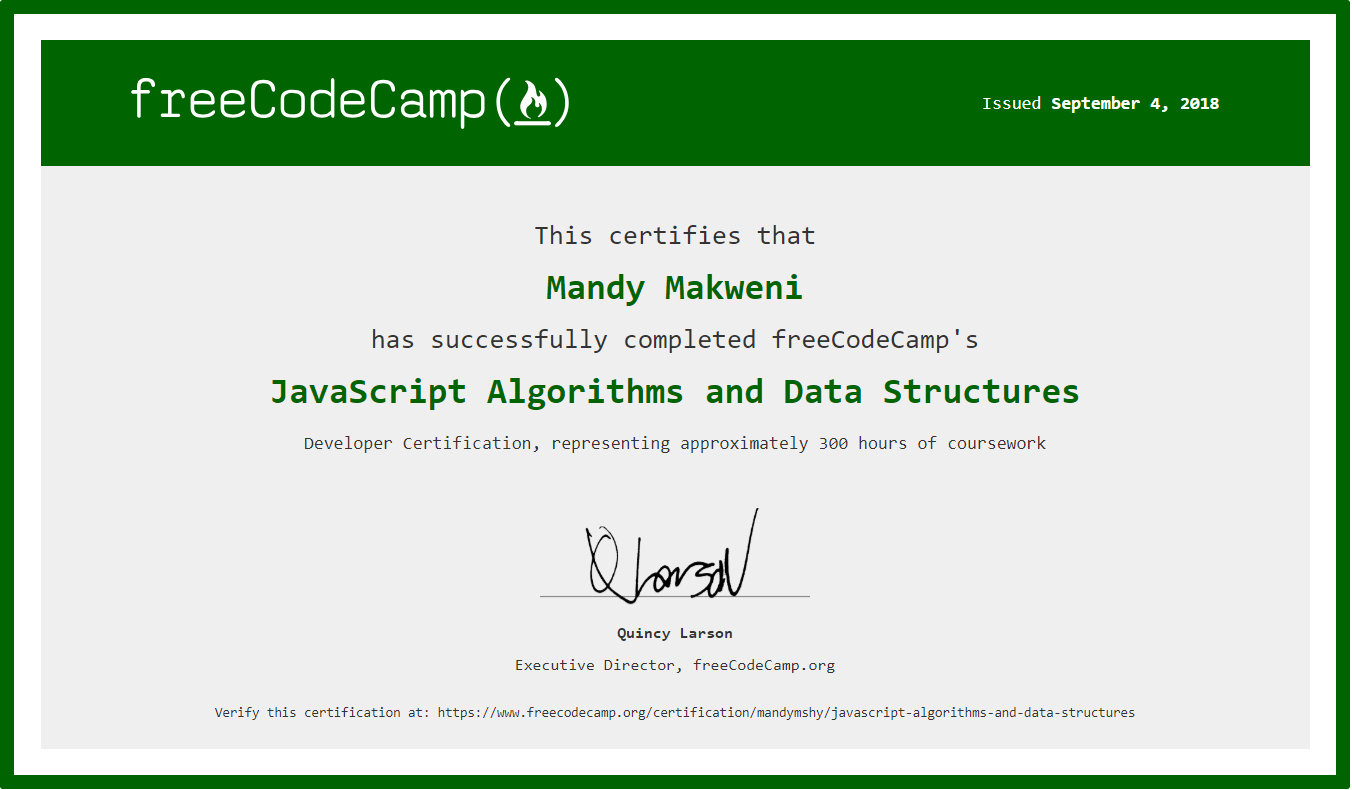 freeCodeCamp(🔥)
Issued September 4, 2018
This certifies that
Mandy Makweni
has successfully completed freeCodeCamp's
JavaScript Algorithms and Data Structures
Developer Certification, representing approximately 300 hours of coursework
QLarson
Quincy Larson
Executive Director, freeCodeCamp.org
Verify this certification at: https://www.freecodecamp.org/certification/mandymshy/javascript-algorithms-and-data-structures